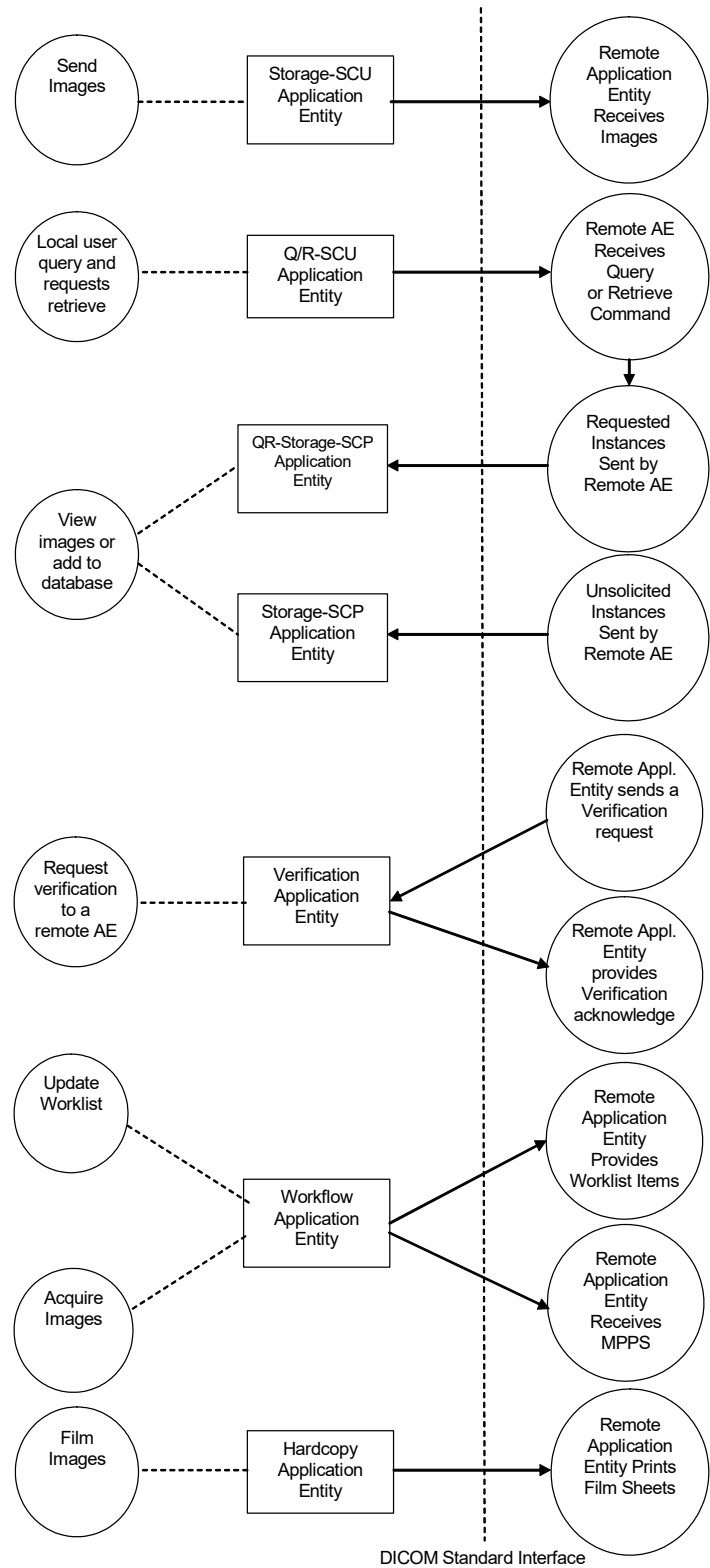 Send
Images
Storage-SCU
Application
Entity
Remote
Application
Entity
Receives
Images
Local user
query and
requests
retrieve
Q/R-SCU
Application
Entity
Remote AE
Receives
Query
or Retrieve
Command
QR-Storage-SCP
Application
Entity
Requested
Instances
Sent by
Remote AE
View
images or
add to
database
Storage-SCP
Application
Entity
Unsolicited
Instances
Sent by
Remote AE
Remote Appl.
Entity sends a
Verification
request
Request
verification
to a
remote AE
Verification
Application
Entity
Remote Appl.
Entity
provides
Verification
acknowledge
Update
Worklist
Remote
Application
Entity
Provides
Worklist Items
Workflow
Application
Entity
Acquire
Images
Remote
Application
Entity
Receives
MPPS
Film
Images
Hardcopy
Application
Entity
Remote
Application
Entity Prints
Film Sheets
DICOM Standard Interface